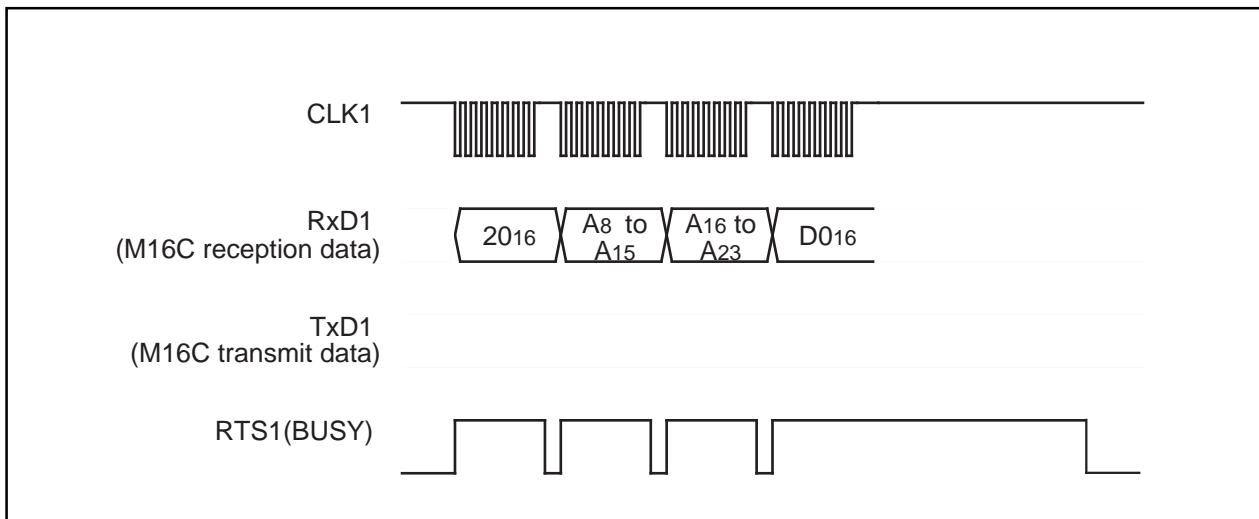 CLK1
RxD1
(M16C reception data)
2016
A8 to
A15
A16 to
A23
D016
TxD1
(M16C transmit data)
RTS1(BUSY)